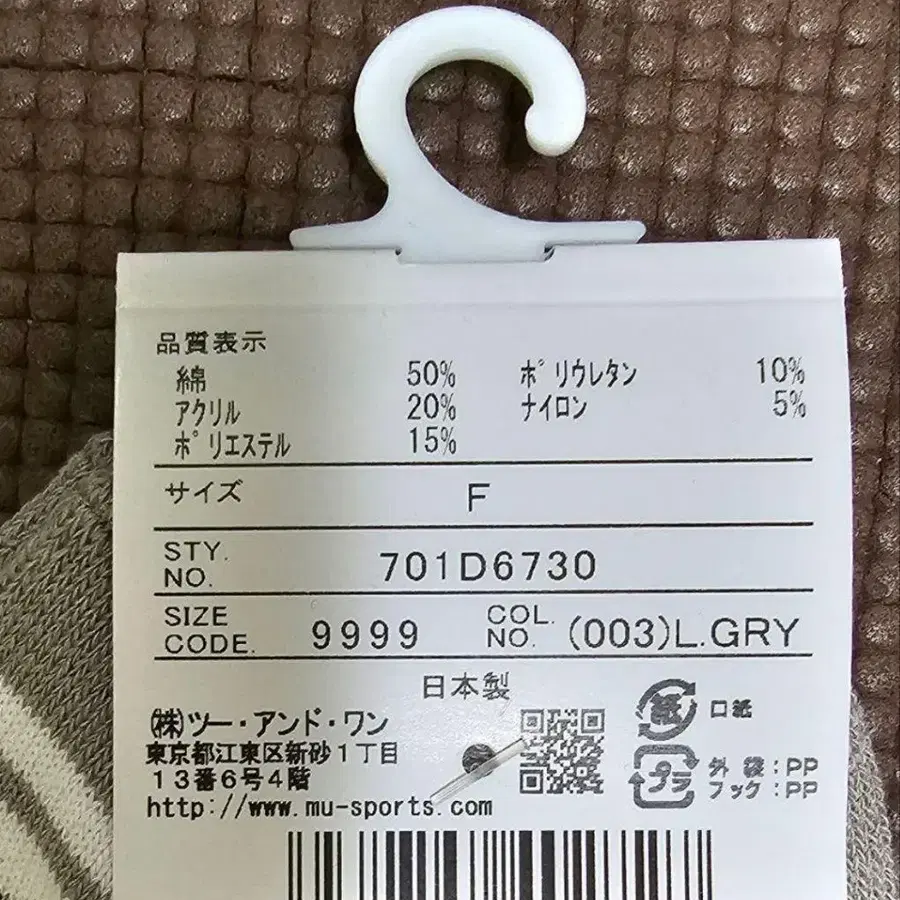 品質表示
綿 50% ポリウレタン 10%
アクリル 20% ナイロン 5%
ポリエステル 15%
サイズ F
STY. NO. 701D6730
SIZE CODE. 9999 COL. NO. (003)L.GRY
日本製
㈱ツー・アンド・ワン
東京都江東区新砂1丁目
13番6号4階
http://www.mu-sports.com
紙 口紙
プラ 外袋:PP
フック:PP